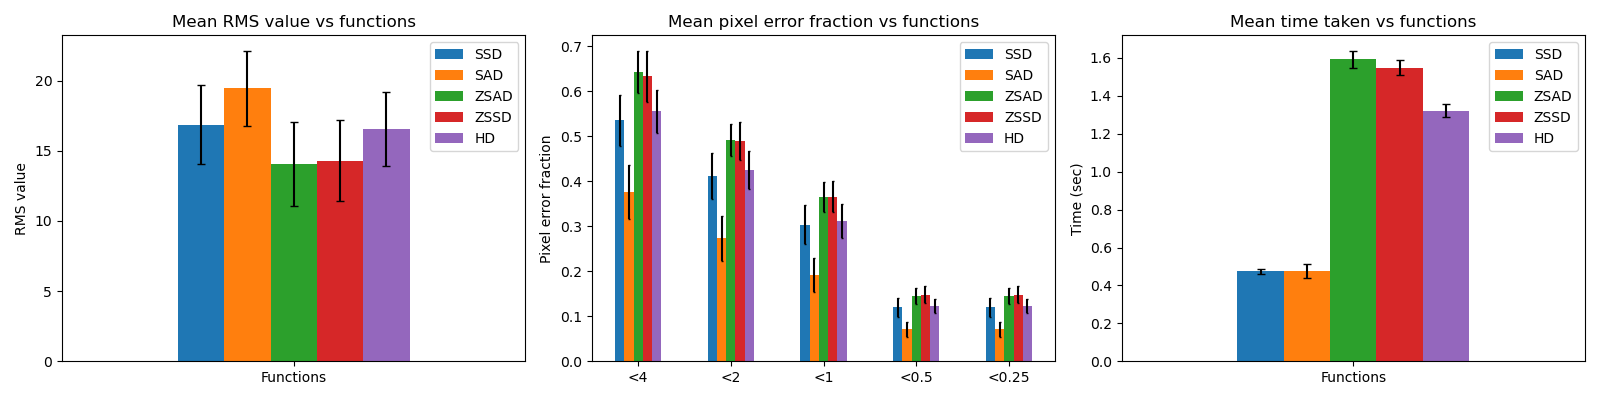 Mean RMS value vs functions
RMS value
20
15
10
5
0
Functions
SSD
SAD
ZSAD
ZSSD
HD
Mean pixel error fraction vs functions
Pixel error fraction
0.7
0.6
0.5
0.4
0.3
0.2
0.1
0.0
<4
<2
<1
<0.5
<0.25
SSD
SAD
ZSAD
ZSSD
HD
Mean time taken vs functions
Time (sec)
1.6
1.4
1.2
1.0
0.8
0.6
0.4
0.2
0.0
Functions
SSD
SAD
ZSAD
ZSSD
HD